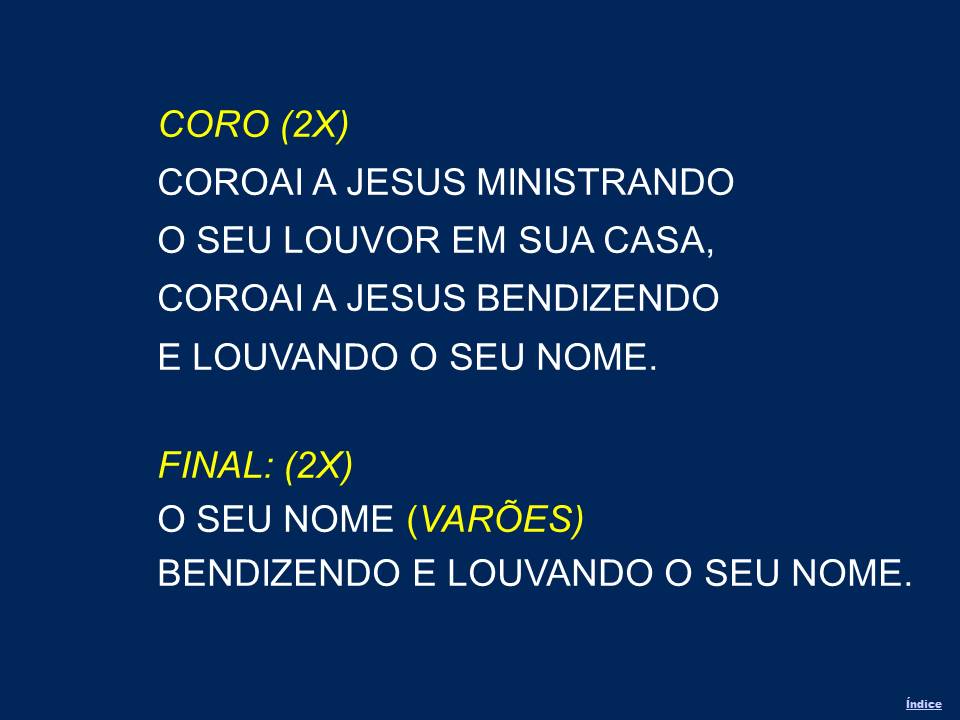 CORO (2X)
COROAI A JESUS MINISTRANDO
O SEU LOUVOR EM SUA CASA,
COROAI A JESUS BENDIZENDO
E LOUVANDO O SEU NOME.
FINAL: (2X)
O SEU NOME (VARÕES)
BENDIZENDO E LOUVANDO O SEU NOME.
Índice